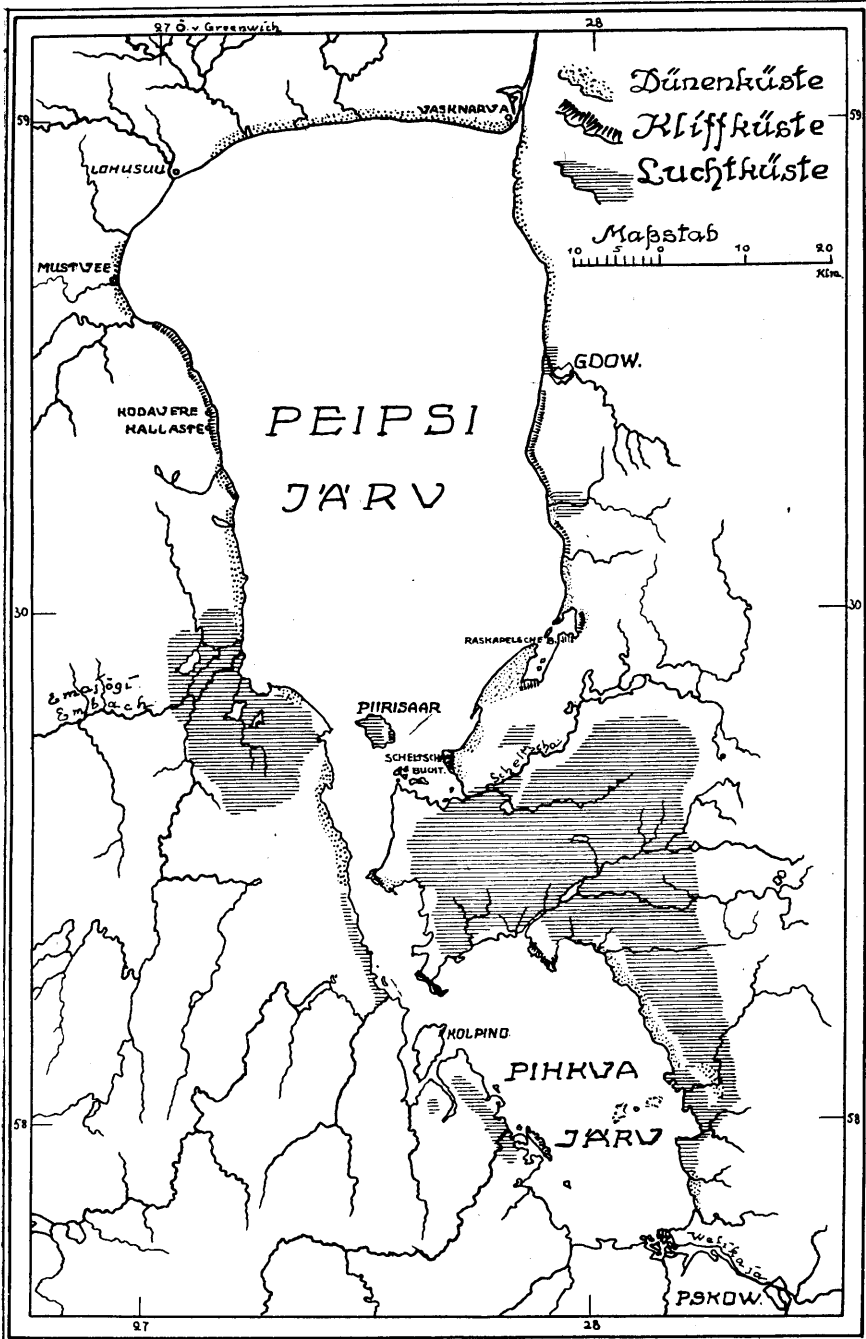 27 Ö. v Greenwich
28
Dünenküste
Kliffküste
Luchtküste
Maßstab
10 5 0 10 20
Klm.
59
59
VASKNARVA
LOHUSUU
MUSTVEE
GDOW.
KODAVERE
KALLASTE
PEIPSI
JÄRV
30
30
RASKAPELSCHE B.
Emajõgi
Embach
PIIRISAAR
SCHELTSCH
BUCHT.
KOLPINO
PIHKVA
JÄRV
58
58
Welikaja
PSKOW.
27
28